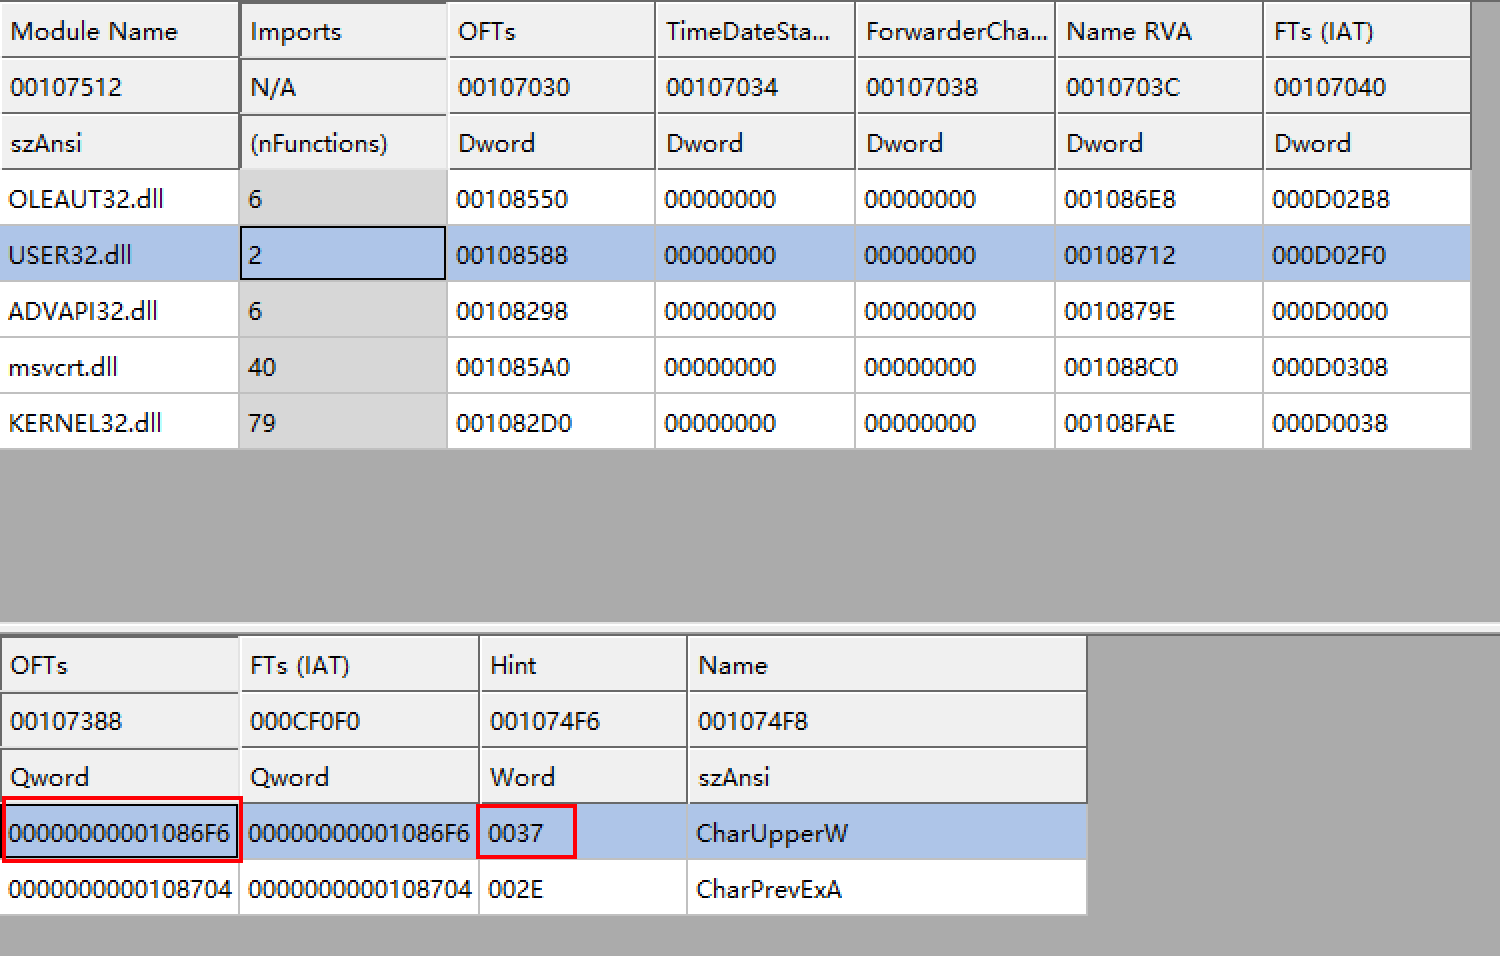 Module Name Imports OFTs TimeDateSta... ForwarderCha... Name RVA FTs (IAT)
00107512 N/A 00107030 00107034 00107038 0010703C 00107040
szAnsi (nFunctions) Dword Dword Dword Dword Dword
OLEAUT32.dll 6 00108550 00000000 00000000 001086E8 000D02B8
USER32.dll 2 00108588 00000000 00000000 00108712 000D02F0
ADVAPI32.dll 6 00108298 00000000 00000000 0010879E 000D0000
msvcrt.dll 40 001085A0 00000000 00000000 001088C0 000D0308
KERNEL32.dll 79 001082D0 00000000 00000000 00108FAE 000D0038
OFTs FTs (IAT) Hint Name
00107388 000CF0F0 001074F6 001074F8
Qword Qword Word szAnsi
00000000001086F6 00000000001086F6 0037 CharUpperW
0000000000108704 0000000000108704 002E CharPrevExA